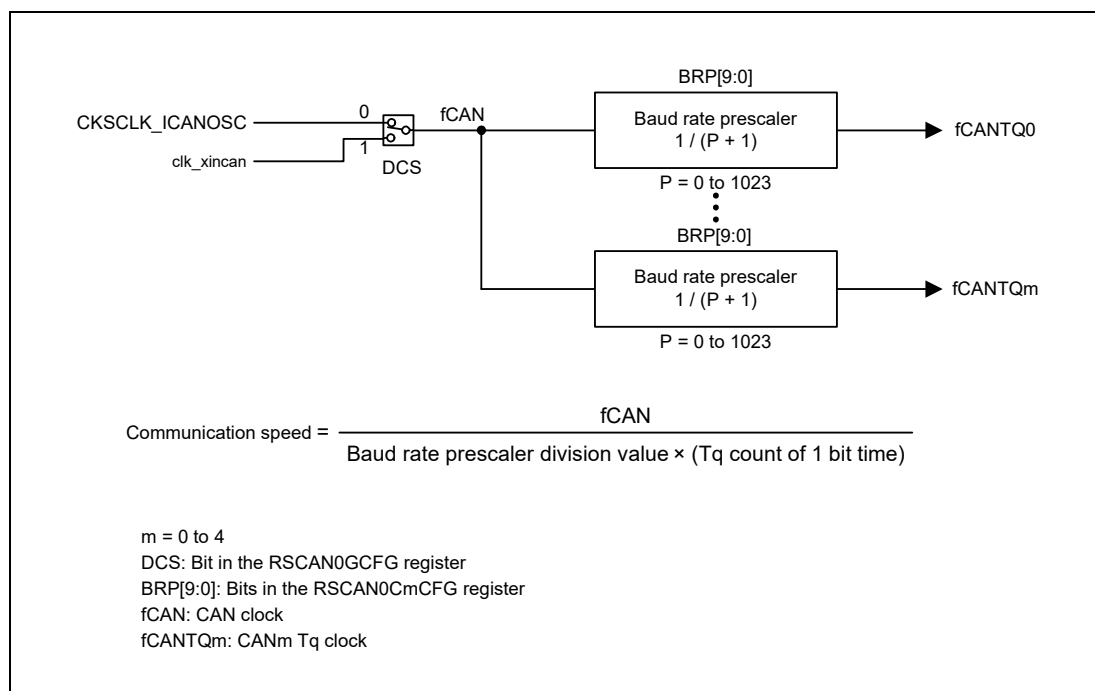 BRP[9:0]
CKSCLK_ICANOSC
0
fCAN
Baud rate prescaler
1 / (P + 1)
fCANTQ0
clk_xincan
1
DCS
P = 0 to 1023
BRP[9:0]
Baud rate prescaler
1 / (P + 1)
fCANTQm
P = 0 to 1023
Communication speed =
fCAN
Baud rate prescaler division value × (Tq count of 1 bit time)
m = 0 to 4
DCS: Bit in the RSCAN0GCFG register
BRP[9:0]: Bits in the RSCAN0CmCFG register
fCAN: CAN clock
fCANTQm: CANm Tq clock